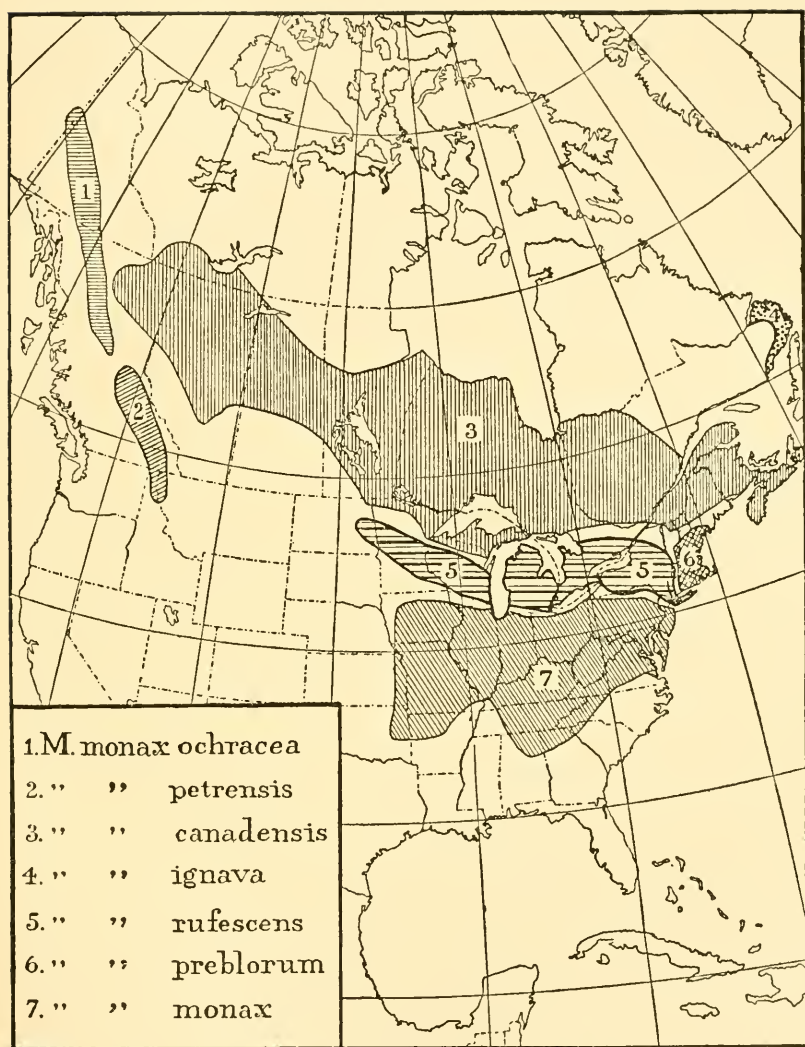 1
2
3
4
5
5
6
7
1. M. monax ochracea
2. " " petrensis
3. " " canadensis
4. " " ignava
5. " " rufescens
6. " " preblorum
7. " " monax